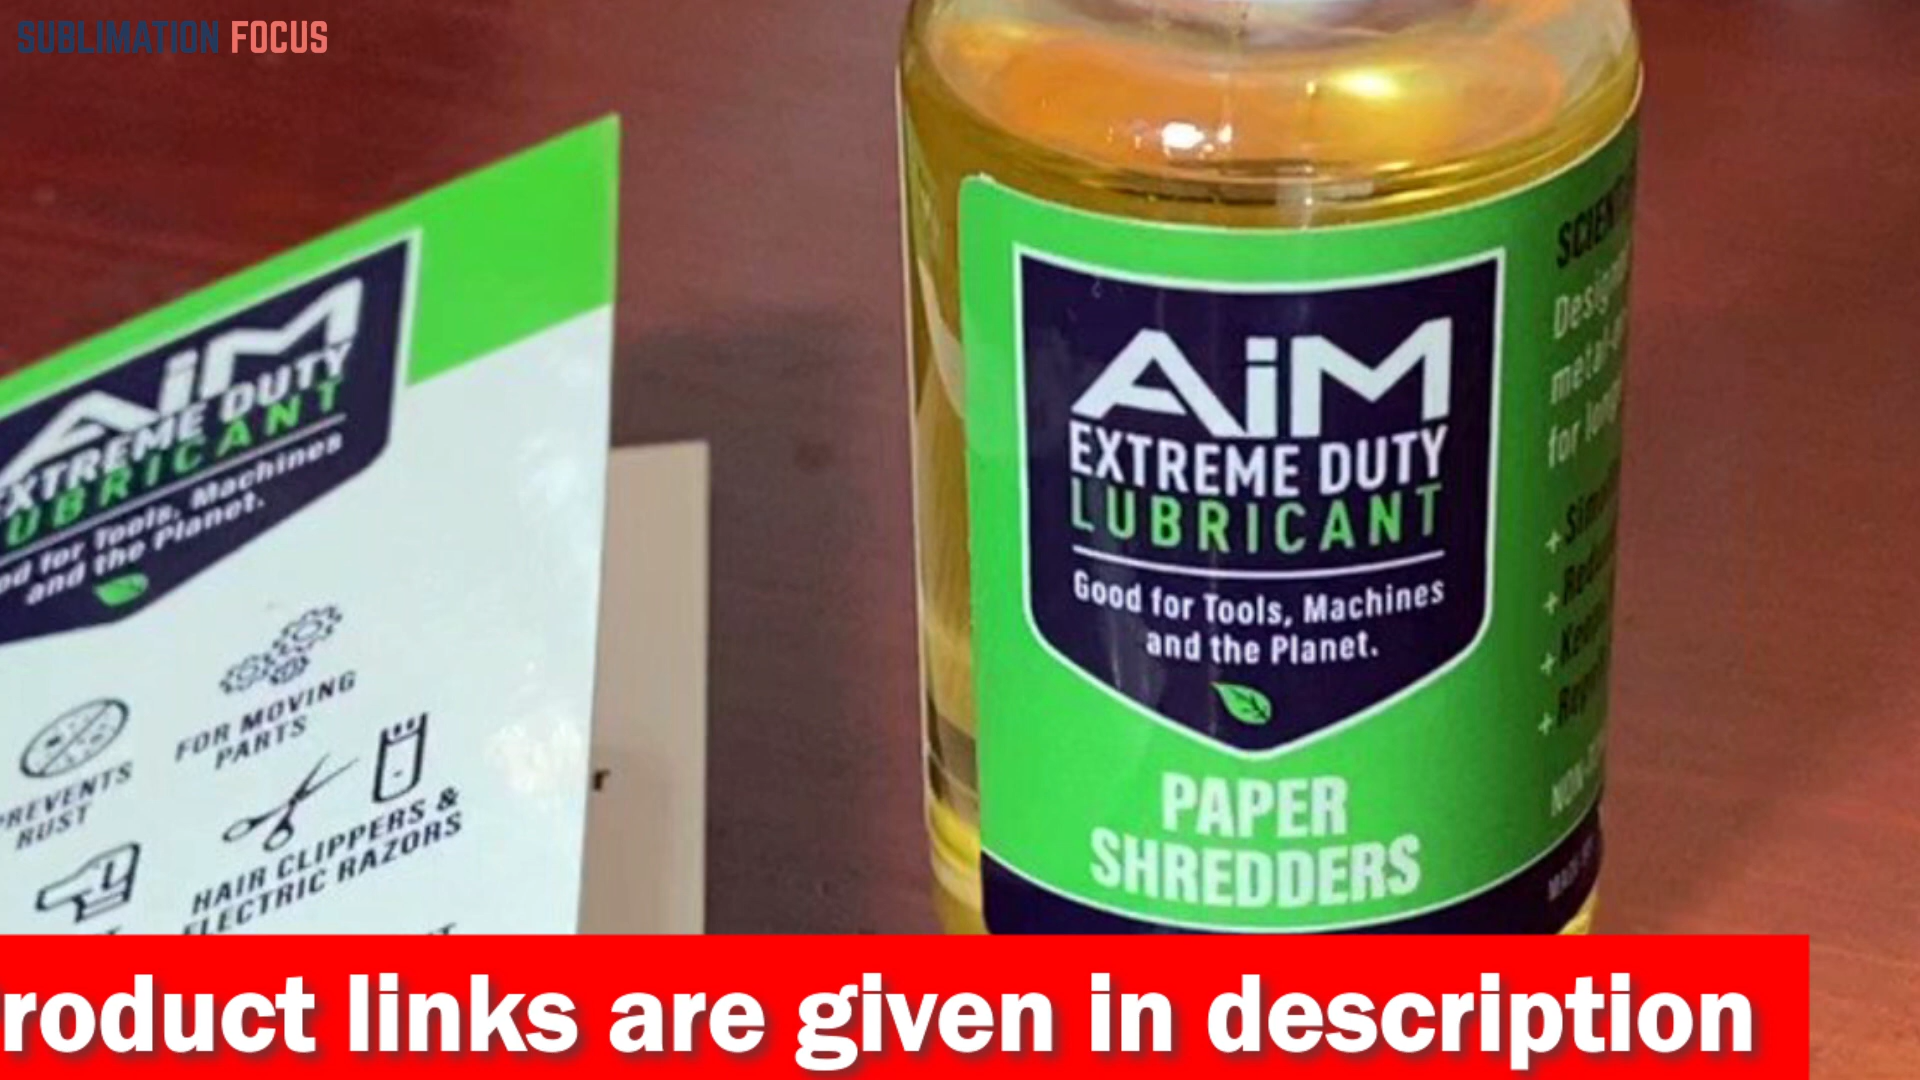 SUBLIMATION FOCUS
AiM
EXTREME DUTY
LUBRICANT
Good for Tools, Machines
and the Planet.
PAPER
SHREDDERS
AiM
EXTREME DUTY
LUBRICANT
for Tools, Machines
and the Planet.
FOR MOVING
PARTS
PREVENTS
RUST
HAIR CLIPPERS &
ELECTRIC RAZORS
roduct links are given in description